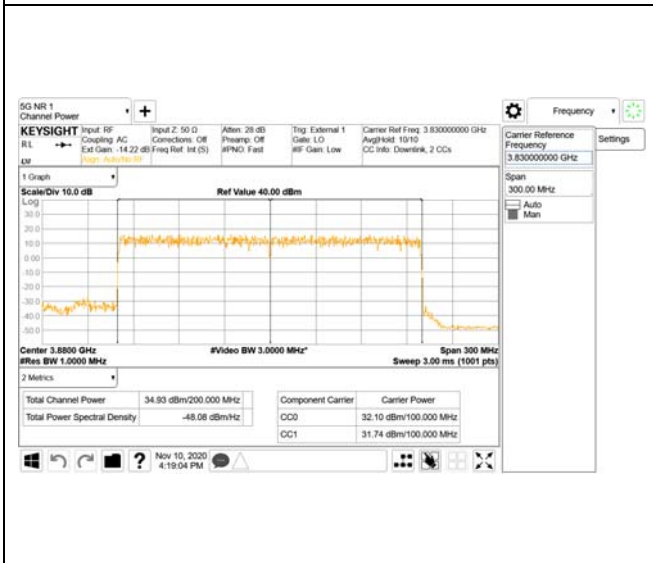 5G NR 1
Channel Power
Frequency
KEYSIGHT
RL
Input: RF
Coupling: AC
Ext Gain: -14.22 dB
Align: Auto/No RF
Input Z: 50 Ω
Corrections: Off
Freq Ref: Int (S)
Atten: 28 dB
Preamp: Off
#PNO: Fast
Trig: External 1
Gate: LO
#IF Gain: Low
Carrier Ref Freq: 3.830000000 GHz
Avg|Hold: 10/10
CC Info: Downlink, 2 CCs
Carrier Reference
Frequency
3.830000000 GHz
Settings
Span
300.00 MHz
Auto
Man
1 Graph
Scale/Div 10.0 dB
Ref Value 40.00 dBm
Log
30.0
20.0
10.0
0.00
-10.0
-20.0
-30.0
-40.0
-50.0
Center 3.8800 GHz
#Video BW 3.0000 MHz*
Span 300 MHz
#Res BW 1.0000 MHz
Sweep 3.00 ms (1001 pts)
2 Metrics
Total Channel Power 34.93 dBm/200.000 MHz
Total Power Spectral Density -48.08 dBm/Hz
Component Carrier Carrier Power
CC0 32.10 dBm/100.000 MHz
CC1 31.74 dBm/100.000 MHz
Nov 10, 2020
4:19:04 PM